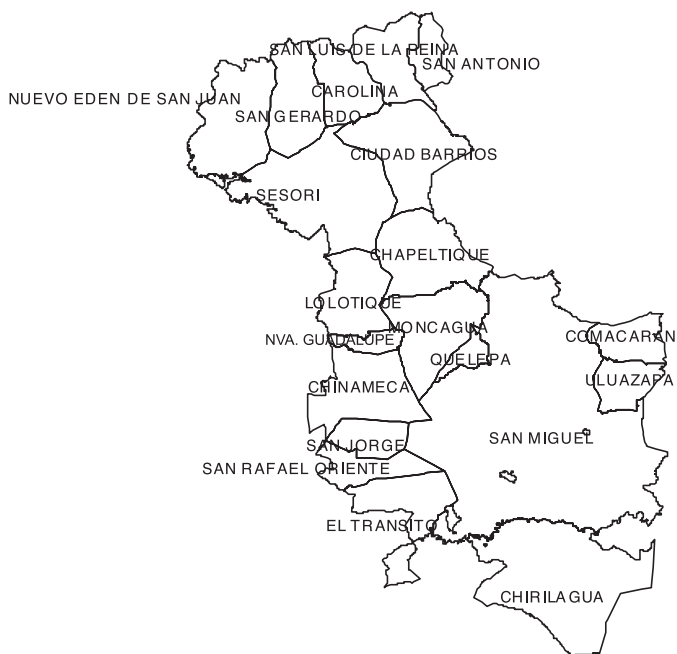 SAN LUIS DE LA REINA
SAN ANTONIO
NUEVO EDEN DE SAN JUAN
CAROLINA
SAN GERARDO
CIUDAD BARRIOS
SESORI
CHAPELTIQUE
LOLOTIQUE
MONCAGUA
COMACARAN
NVA. GUADALUPE
QUELEPA
ULUAZAPA
CHINAMECA
SAN MIGUEL
SAN JORGE
SAN RAFAEL ORIENTE
EL TRANSITO
CHIRILAGUA